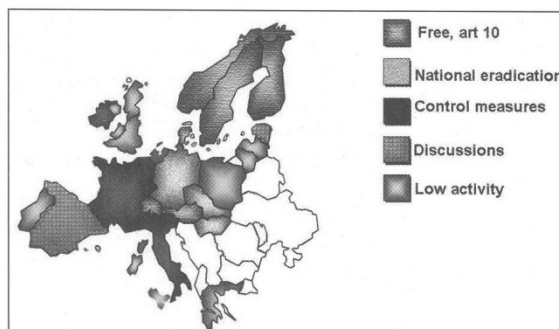 Free, art 10
National eradication
Control measures
Discussions
Low activity